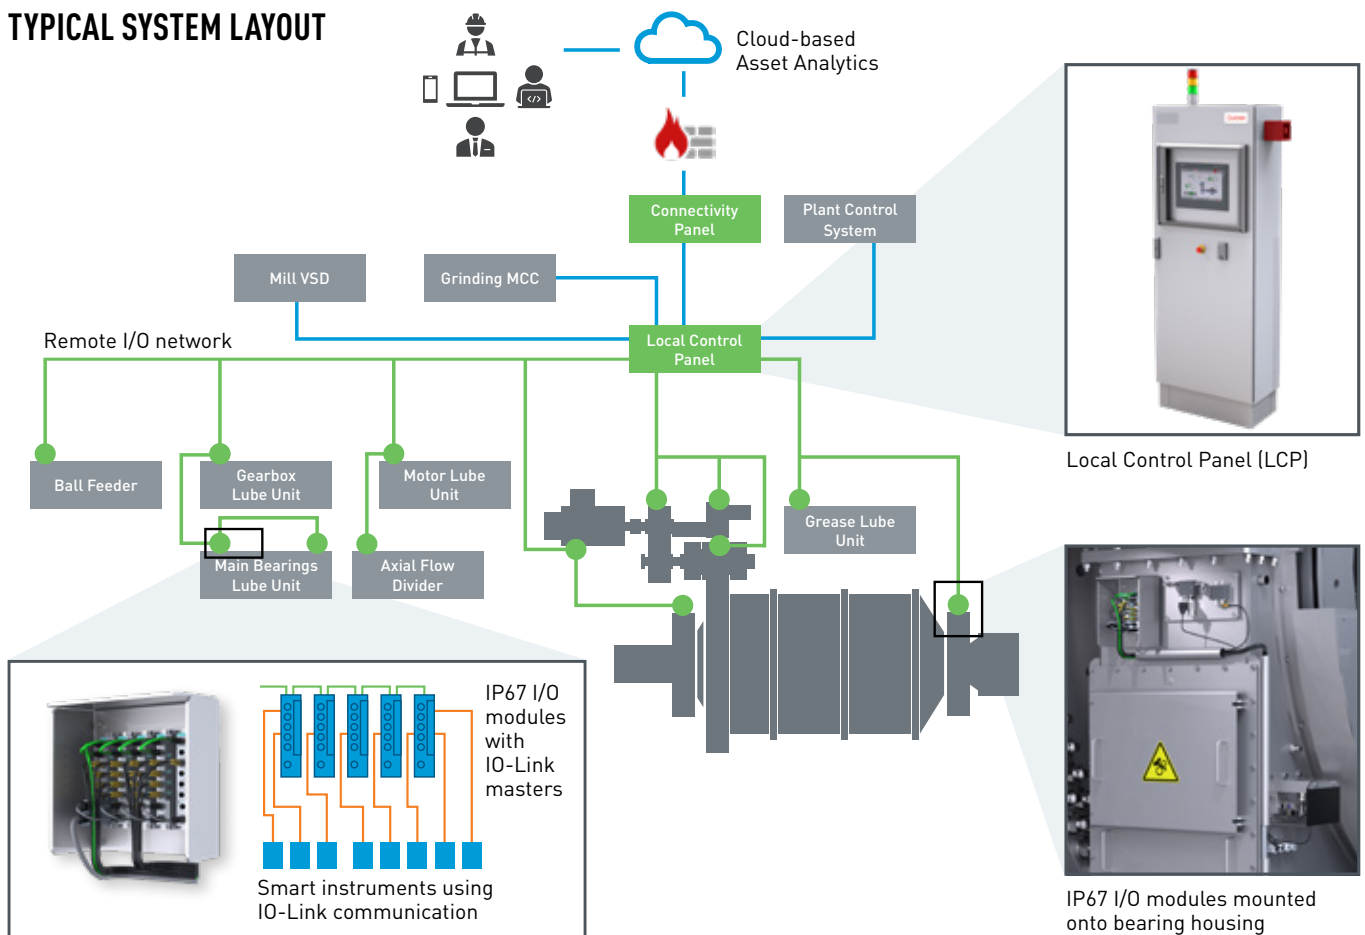 TYPICAL SYSTEM LAYOUT
Cloud-based
Asset Analytics
Connectivity
Panel
Plant Control
System
Mill VSD
Grinding MCC
Remote I/O network
Local Control
Panel
Local Control Panel (LCP)
Ball Feeder
Gearbox
Lube Unit
Motor Lube
Unit
Grease Lube
Unit
Main Bearings
Lube Unit
Axial Flow
Divider
IP67 I/O
modules
with
IO-Link
masters
Smart instruments using
IO-Link communication
IP67 I/O modules mounted
onto bearing housing